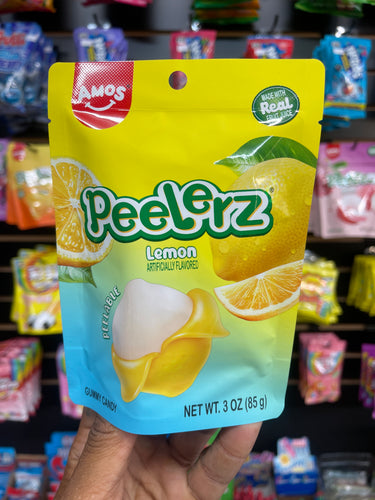 AMOS
MADE WITH
Real
FRUIT JUICE
Peelerz
Lemon
ARTIFICIALLY FLAVORED
PEELABLE
GUMMY CANDY
NET WT. 3 OZ (85 g)